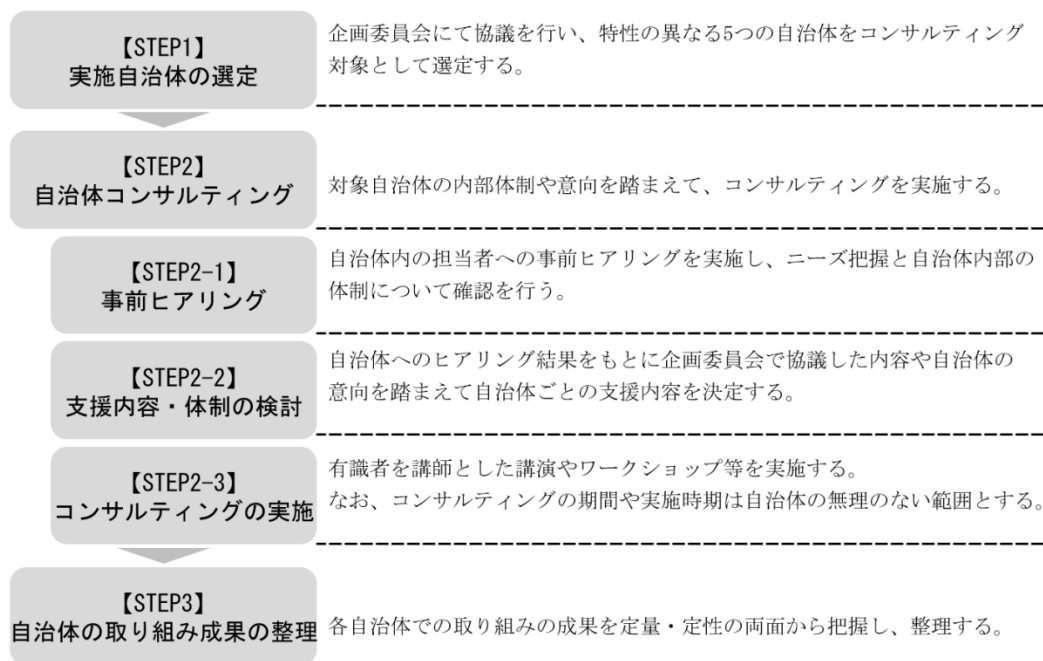 【STEP1】
実施自治体の選定
企画委員会にて協議を行い、特性の異なる5つの自治体をコンサルティング
対象として選定する。
【STEP2】
自治体コンサルティング
対象自治体の内部体制や意向を踏まえて、コンサルティングを実施する。
【STEP2-1】
事前ヒアリング
自治体内の担当者への事前ヒアリングを実施し、ニーズ把握と自治体内部の
体制について確認を行う。
【STEP2-2】
支援内容・体制の検討
自治体へのヒアリング結果をもとに企画委員会で協議した内容や自治体の
意向を踏まえて自治体ごとの支援内容を決定する。
【STEP2-3】
コンサルティングの実施
有識者を講師とした講演やワークショップ等を実施する。
なお、コンサルティングの期間や実施時期は自治体の無理のない範囲とする。
【STEP3】
自治体の取り組み成果の整理
各自治体での取り組みの成果を定量・定性の両面から把握し、整理する。